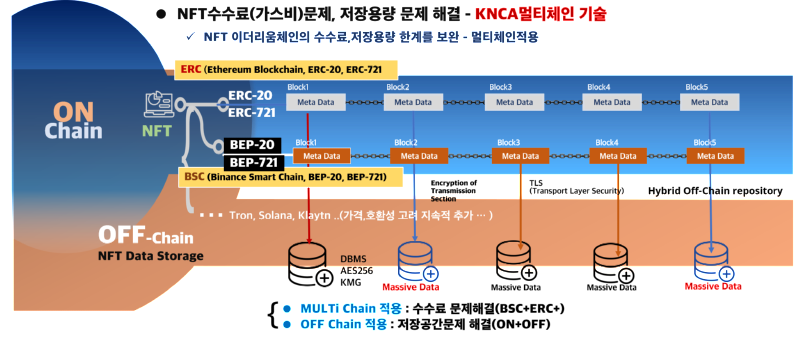 ● NFT수수료(가스비)문제, 저장용량 문제 해결 - KNCA멀티체인 기술
✓ NFT 이더리움체인의 수수료,저장용량 한계를 보완 - 멀티체인적용
ERC (Ethereum Blockchain, ERC-20, ERC-721
Block1 Block2 Block3 Block4 Block5
ERC-20
Meta Data Meta Data Meta Data Meta Data Meta Data
ERC-721
ON
Chain
NFT
BEP-20
Block1 Block2 Block3 Block4 Block5
BEP-721
Meta Data Meta Data Meta Data Meta Data Meta Data
BSC (Binance Smart Chain, BEP-20, BEP-721)
Encryption of
Transmission
Section
TLS
(Transport Layer Security)
Hybrid Off-Chain repository
··· Tron, Solana, Klaytn ..(가격,호환성 고려 지속적 추가 ··· )
OFF-Chain
NFT Data Storage
DBMS
AES256
KMG
Massive Data Massive Data Massive Data Massive Data
● MULTi Chain 적용 : 수수료 문제해결(BSC+ERC+)
● OFF Chain 적용 : 저장공간문제 해결(ON+OFF)